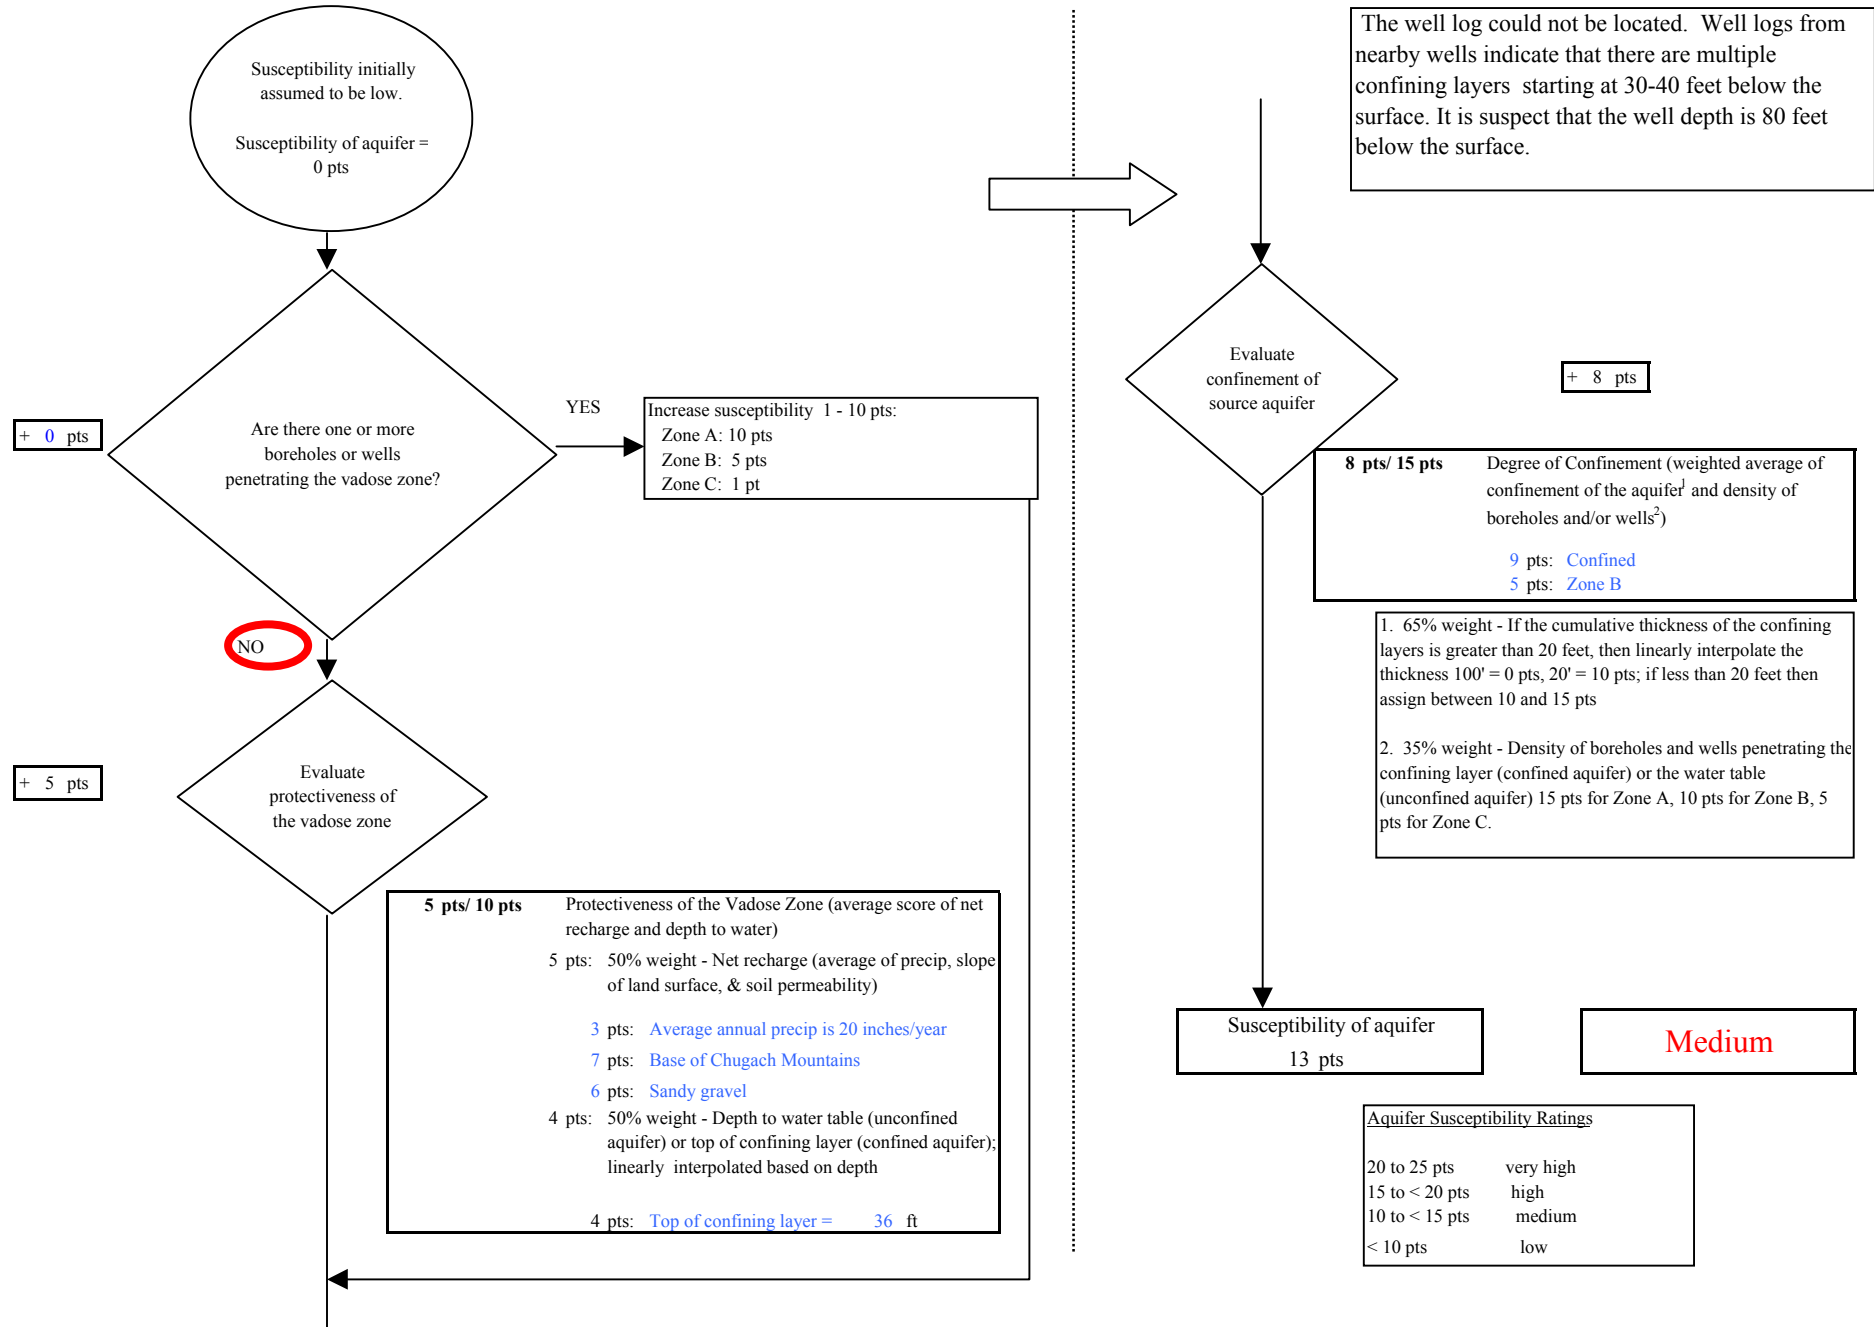 Susceptibility initially
assumed to be low.
Susceptibility of aquifer =
0 pts
+ 0 pts
Are there one or more
boreholes or wells
penetrating the vadose zone?
YES
Increase susceptibility 1 - 10 pts:
Zone A: 10 pts
Zone B: 5 pts
Zone C: 1 pt
NO
+ 5 pts
Evaluate
protectiveness of
the vadose zone
5 pts/ 10 pts Protectiveness of the Vadose Zone (average score of net
recharge and depth to water)
5 pts: 50% weight - Net recharge (average of precip, slope
of land surface, & soil permeability)
3 pts: Average annual precip is 20 inches/year
7 pts: Base of Chugach Mountains
6 pts: Sandy gravel
4 pts: 50% weight - Depth to water table (unconfined
aquifer) or top of confining layer (confined aquifer);
linearly interpolated based on depth
4 pts: Top of confining layer = 36 ft
The well log could not be located. Well logs from
nearby wells indicate that there are multiple
confining layers starting at 30-40 feet below the
surface. It is suspect that the well depth is 80 feet
below the surface.
Evaluate
confinement of
source aquifer
+ 8 pts
8 pts/ 15 pts Degree of Confinement (weighted average of
confinement of the aquifer1 and density of
boreholes and/or wells2)
9 pts: Confined
5 pts: Zone B
1. 65% weight - If the cumulative thickness of the confining
layers is greater than 20 feet, then linearly interpolate the
thickness 100' = 0 pts, 20' = 10 pts; if less than 20 feet then
assign between 10 and 15 pts
2. 35% weight - Density of boreholes and wells penetrating the
confining layer (confined aquifer) or the water table
(unconfined aquifer) 15 pts for Zone A, 10 pts for Zone B, 5
pts for Zone C.
Susceptibility of aquifer
13 pts
Medium
Aquifer Susceptibility Ratings
20 to 25 pts very high
15 to < 20 pts high
10 to < 15 pts medium
< 10 pts low